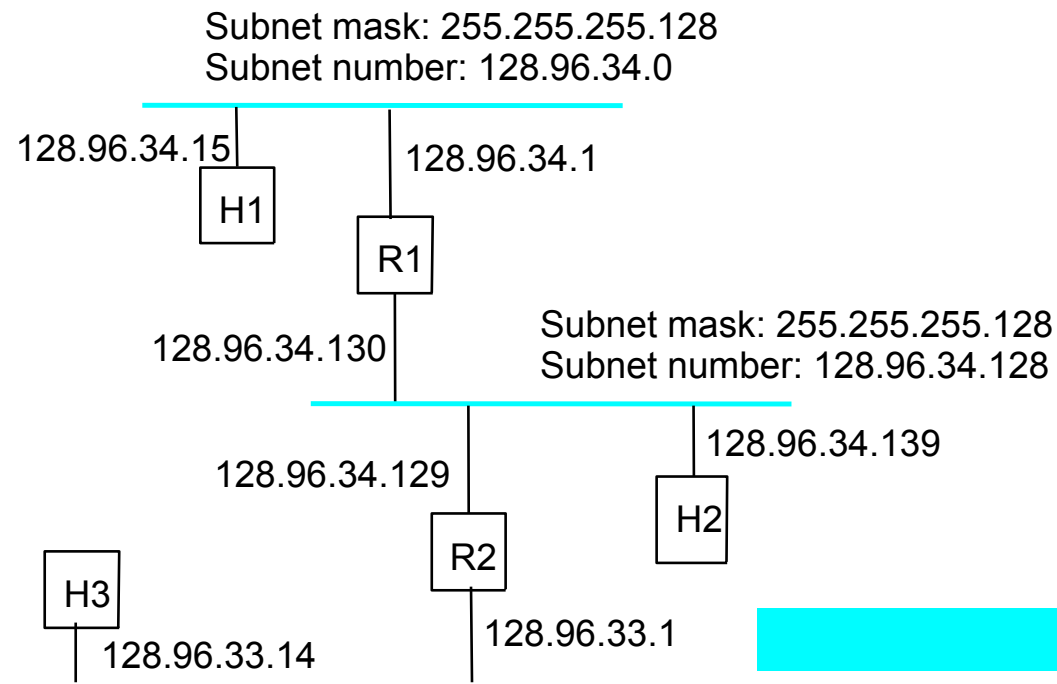 Subnet mask: 255.255.255.128
Subnet number: 128.96.34.0
128.96.34.15
128.96.34.1
H1
R1
128.96.34.130
Subnet mask: 255.255.255.128
Subnet number: 128.96.34.128
128.96.34.129
128.96.34.139
H2
R2
H3
128.96.33.14
128.96.33.1